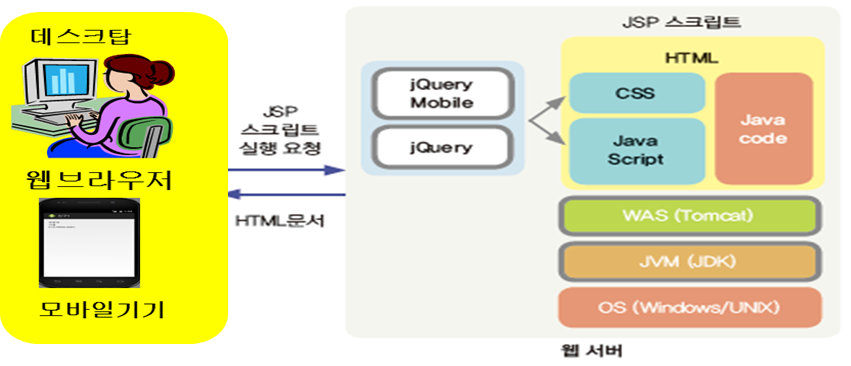 데스크탑
웹브라우저
모바일기기
JSP
스크립트
실행 요청
HTML문서
JSP 스크립트
HTML
jQuery
Mobile
jQuery
CSS
Java
Script
Java
code
WAS (Tomcat)
JVM (JDK)
OS (Windows/UNIX)
웹 서버